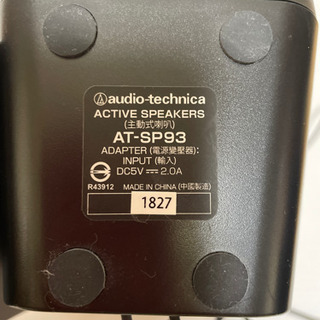 audio-technica
ACTIVE SPEAKERS
(主動式喇叭)
AT-SP93
ADAPTER (電源變壓器):
INPUT (輸入)
DC5V ⎓ 2.0A
R43912 MADE IN CHINA (中國製造)
1827